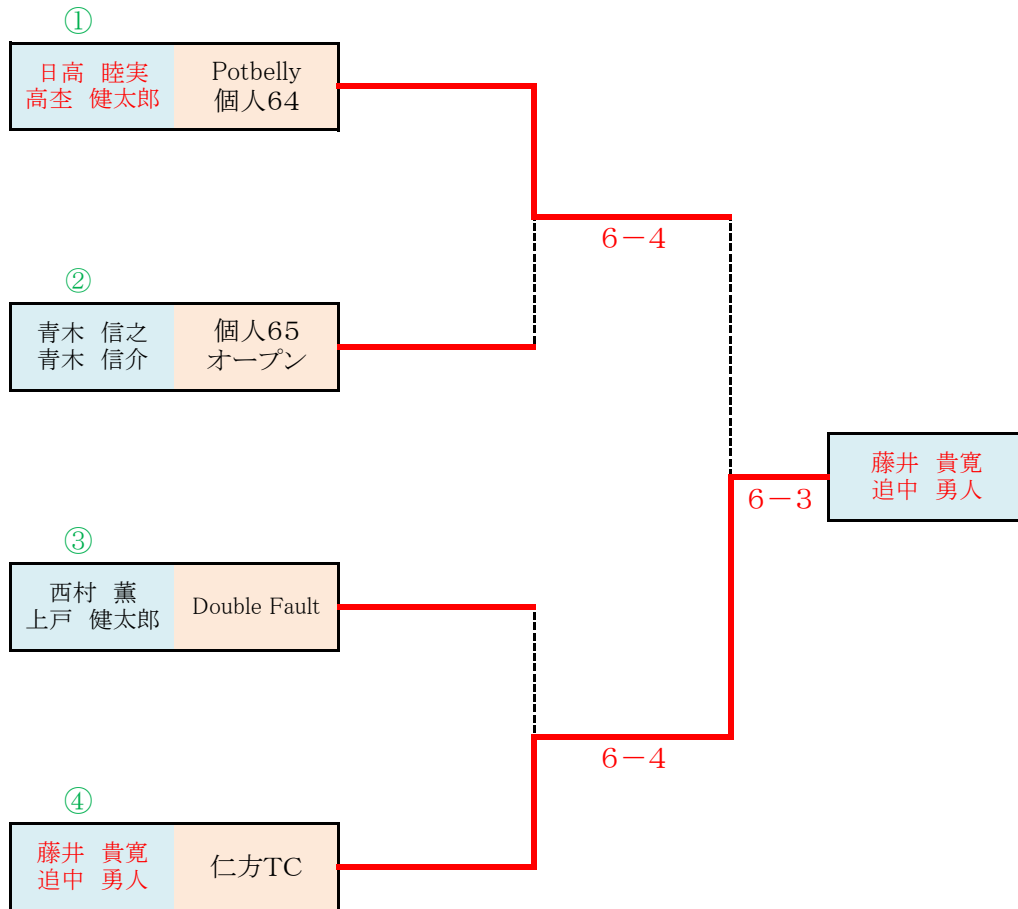 ①
日高　睦実
高杢　健太郎
Potbelly
個人64
6－4
②
青木　信之
青木　信介
個人65
オープン
藤井　貴寛
追中　勇人
6－3
③
西村　薫
上戸　健太郎
Double Fault
6－4
④
藤井　貴寛
追中　勇人
仁方TC